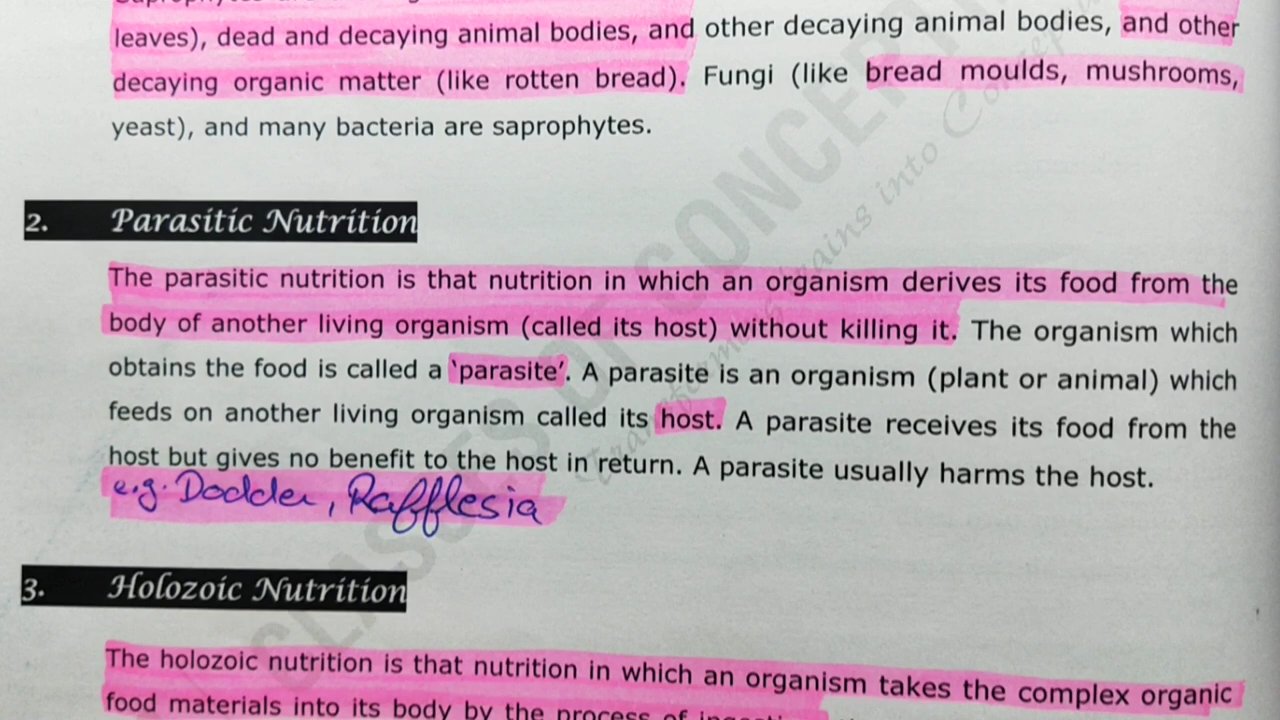 leaves), dead and decaying animal bodies, and other decaying animal bodies, and other
decaying organic matter (like rotten bread). Fungi (like bread moulds, mushrooms,
yeast), and many bacteria are saprophytes.
2. Parasitic Nutrition
The parasitic nutrition is that nutrition in which an organism derives its food from the
body of another living organism (called its host) without killing it. The organism which
obtains the food is called a ‘parasite’. A parasite is an organism (plant or animal) which
feeds on another living organism called its host. A parasite receives its food from the
host but gives no benefit to the host in return. A parasite usually harms the host.
e.g. Dodder, Rafflesia
3. Holozoic Nutrition
The holozoic nutrition is that nutrition in which an organism takes the complex organic
food materials into its body by the process of